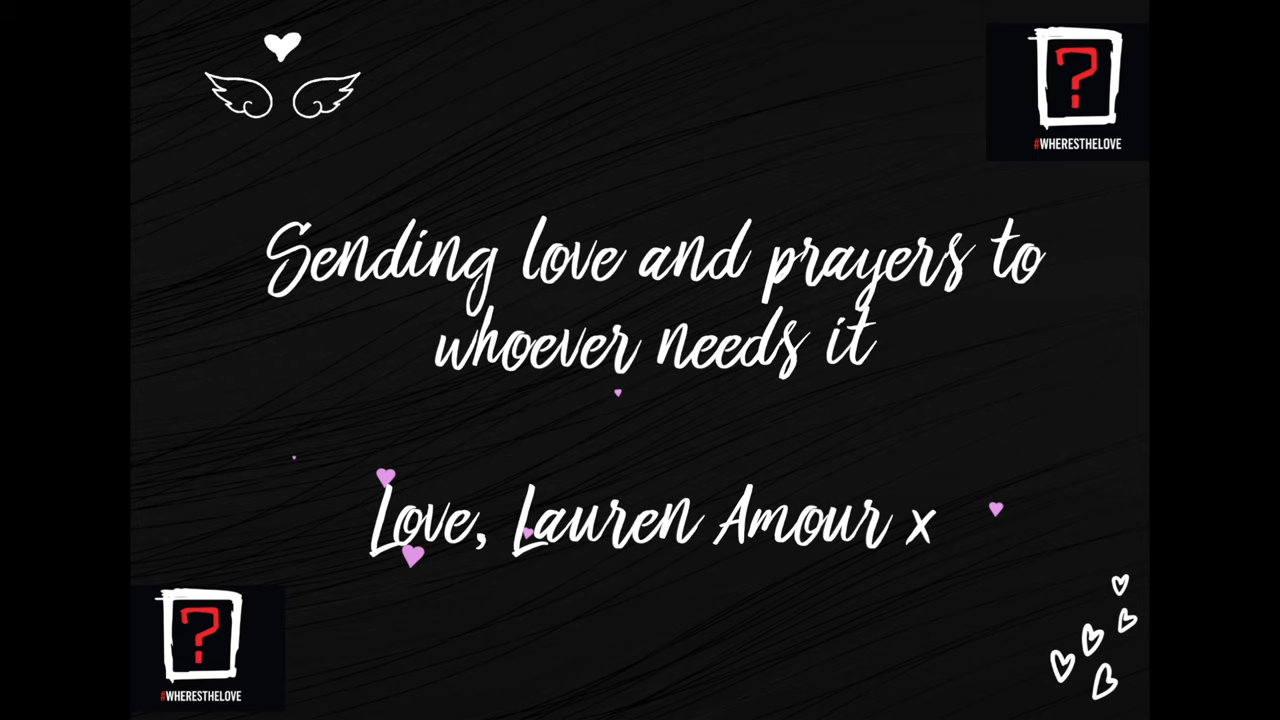 ?
#WHERESTHELOVE
Sending love and prayers to
whoever needs it
Love, Lauren Amour x
?
#WHERESTHELOVE